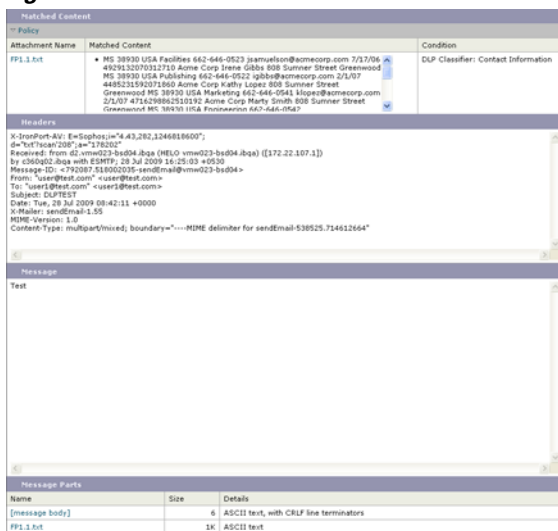 Matched Content
Policy
Attachment Name Matched Content Condition
FP1.1.txt • MS 38930 USA Facilities 662-646-0523 jsamuelson@acmecorp.com 7/17/06 DLP Classifier: Contact Information
4929132070312710 Acme Corp Irene Gibbs 808 Sumner Street Greenwood
MS 38930 USA Publishing 662-646-0522 igibbs@acmecorp.com 2/1/07
4485231592071860 Acme Corp Kathy Lopez 808 Sumner Street
Greenwood MS 38930 USA Marketing 662-646-0541 klopez@acmecorp.com
2/1/07 4716298862510192 Acme Corp Marty Smith 808 Sumner Street
Greenwood MS 38930 USA Engineering 662-646-0542
Headers
X-IronPort-AV: E=Sophos;i="4.43,282,1246818600";
d="txt?scan'208";a="178202"
Received: from d2.vmw023-bsd04.ibqa (HELO vmw023-bsd04.ibqa) ([172.22.107.1])
by c360q02.ibqa with ESMTP; 28 Jul 2009 16:25:03 +0530
Message-ID: <792087.518002035-sendEmail@vmw023-bsd04>
From: "user@test.com" <user@test.com>
To: "user1@test.com" <user1@test.com>
Subject: DLPTEST
Date: Tue, 28 Jul 2009 08:42:11 +0000
X-Mailer: sendEmail-1.55
MIME-Version: 1.0
Content-Type: multipart/mixed; boundary="----MIME delimiter for sendEmail-538525.714612664"
Message
Test
Message Parts
Name Size Details
[message body] 6 ASCII text, with CRLF line terminators
FP1.1.txt 1K ASCII text